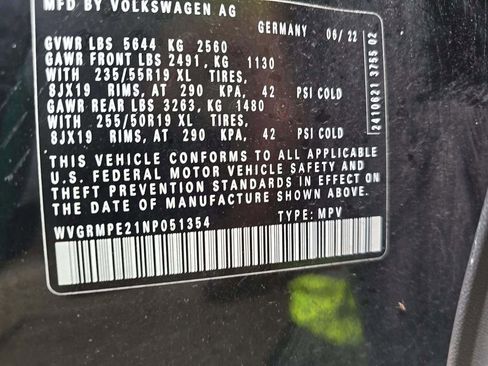 MFD BY VOLKSWAGEN AG
GERMANY 06/22
GVWR LBS 5644 KG 2560
GAWR FRONT LBS 2491, KG 1130
WITH 235/55R19 XL TIRES,
8JX19 RIMS, AT 290 KPA, 42 PSI COLD
GAWR REAR LBS 3263, KG 1480
WITH 255/50R19 XL TIRES,
8JX19 RIMS, AT 290 KPA, 42 PSI COLD
THIS VEHICLE CONFORMS TO ALL APPLICABLE
U.S. FEDERAL MOTOR VEHICLE SAFETY AND
THEFT PREVENTION STANDARDS IN EFFECT ON
THE DATE OF MANUFACTURE SHOWN ABOVE.
WVGRMPE21NP051354 TYPE: MPV
2410621 3755 02